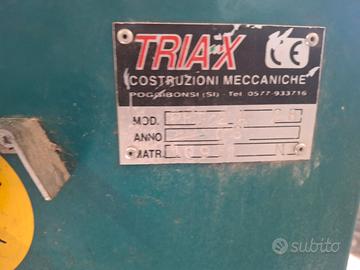 TRIAX CE
COSTRUZIONI MECCANICHE
POGGIBONSI (SI) - Tel. 0577-933716
MOD.
ANNO
MATR.
subito